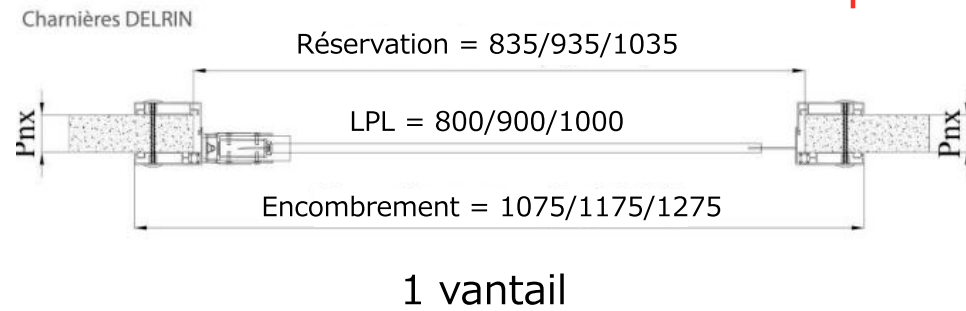 Charnières DELRIN
Réservation = 835/935/1035
Pnx
LPL = 800/900/1000
Pnx
Encombrement = 1075/1175/1275
1 vantail